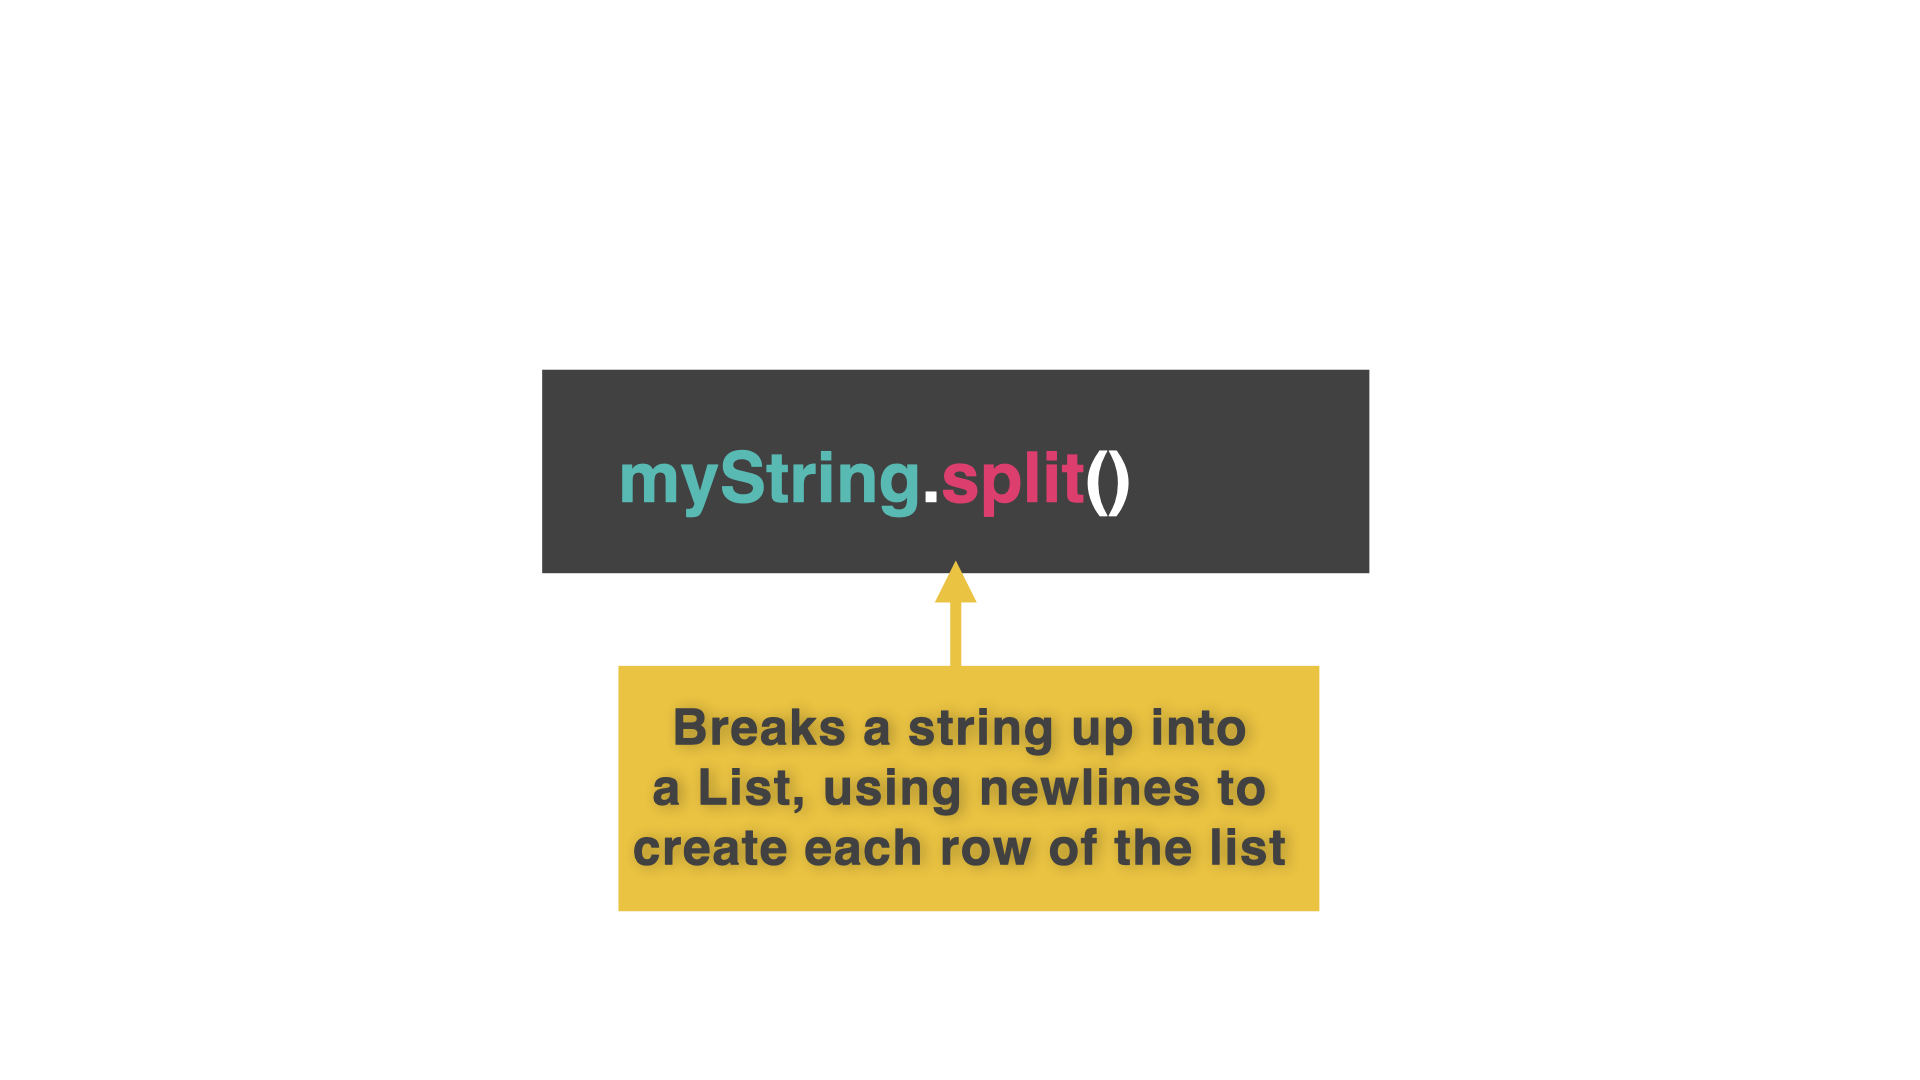 myString.split()
Breaks a string up into
a List, using newlines to
create each row of the list